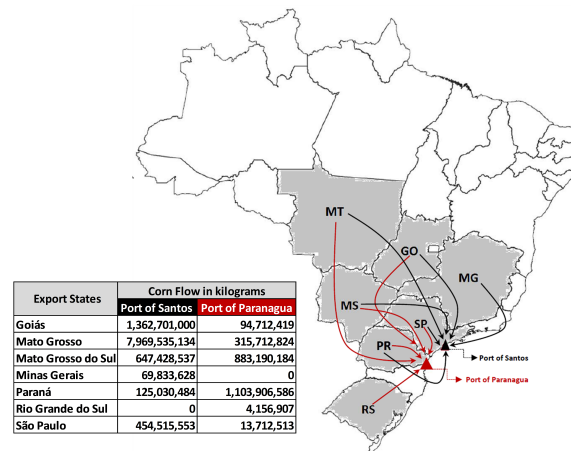 MT
GO
MG
MS
SP
PR
RS
Port of Santos
Port of Paranagua
Export States
Corn Flow in kilograms
Port of Santos Port of Paranagua
Goiás 1,362,701,000 94,712,419
Mato Grosso 7,969,535,134 315,712,824
Mato Grosso do Sul 647,428,537 883,190,184
Minas Gerais 69,833,628 0
Paraná 125,030,484 1,103,906,586
Rio Grande do Sul 0 4,156,907
São Paulo 454,515,553 13,712,513